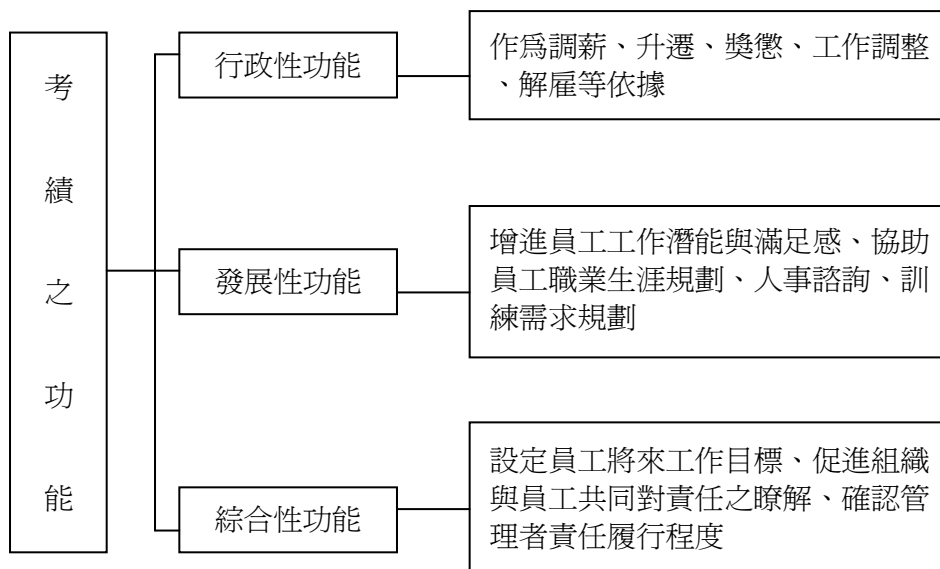 考績之功能
行政性功能
作為調薪、升遷、獎懲、工作調整
、解雇等依據
發展性功能
增進員工工作潛能與滿足感、協助
員工職業生涯規劃、人事諮詢、訓
練需求規劃
綜合性功能
設定員工將來工作目標、促進組織
與員工共同對責任之瞭解、確認管
理者責任履行程度